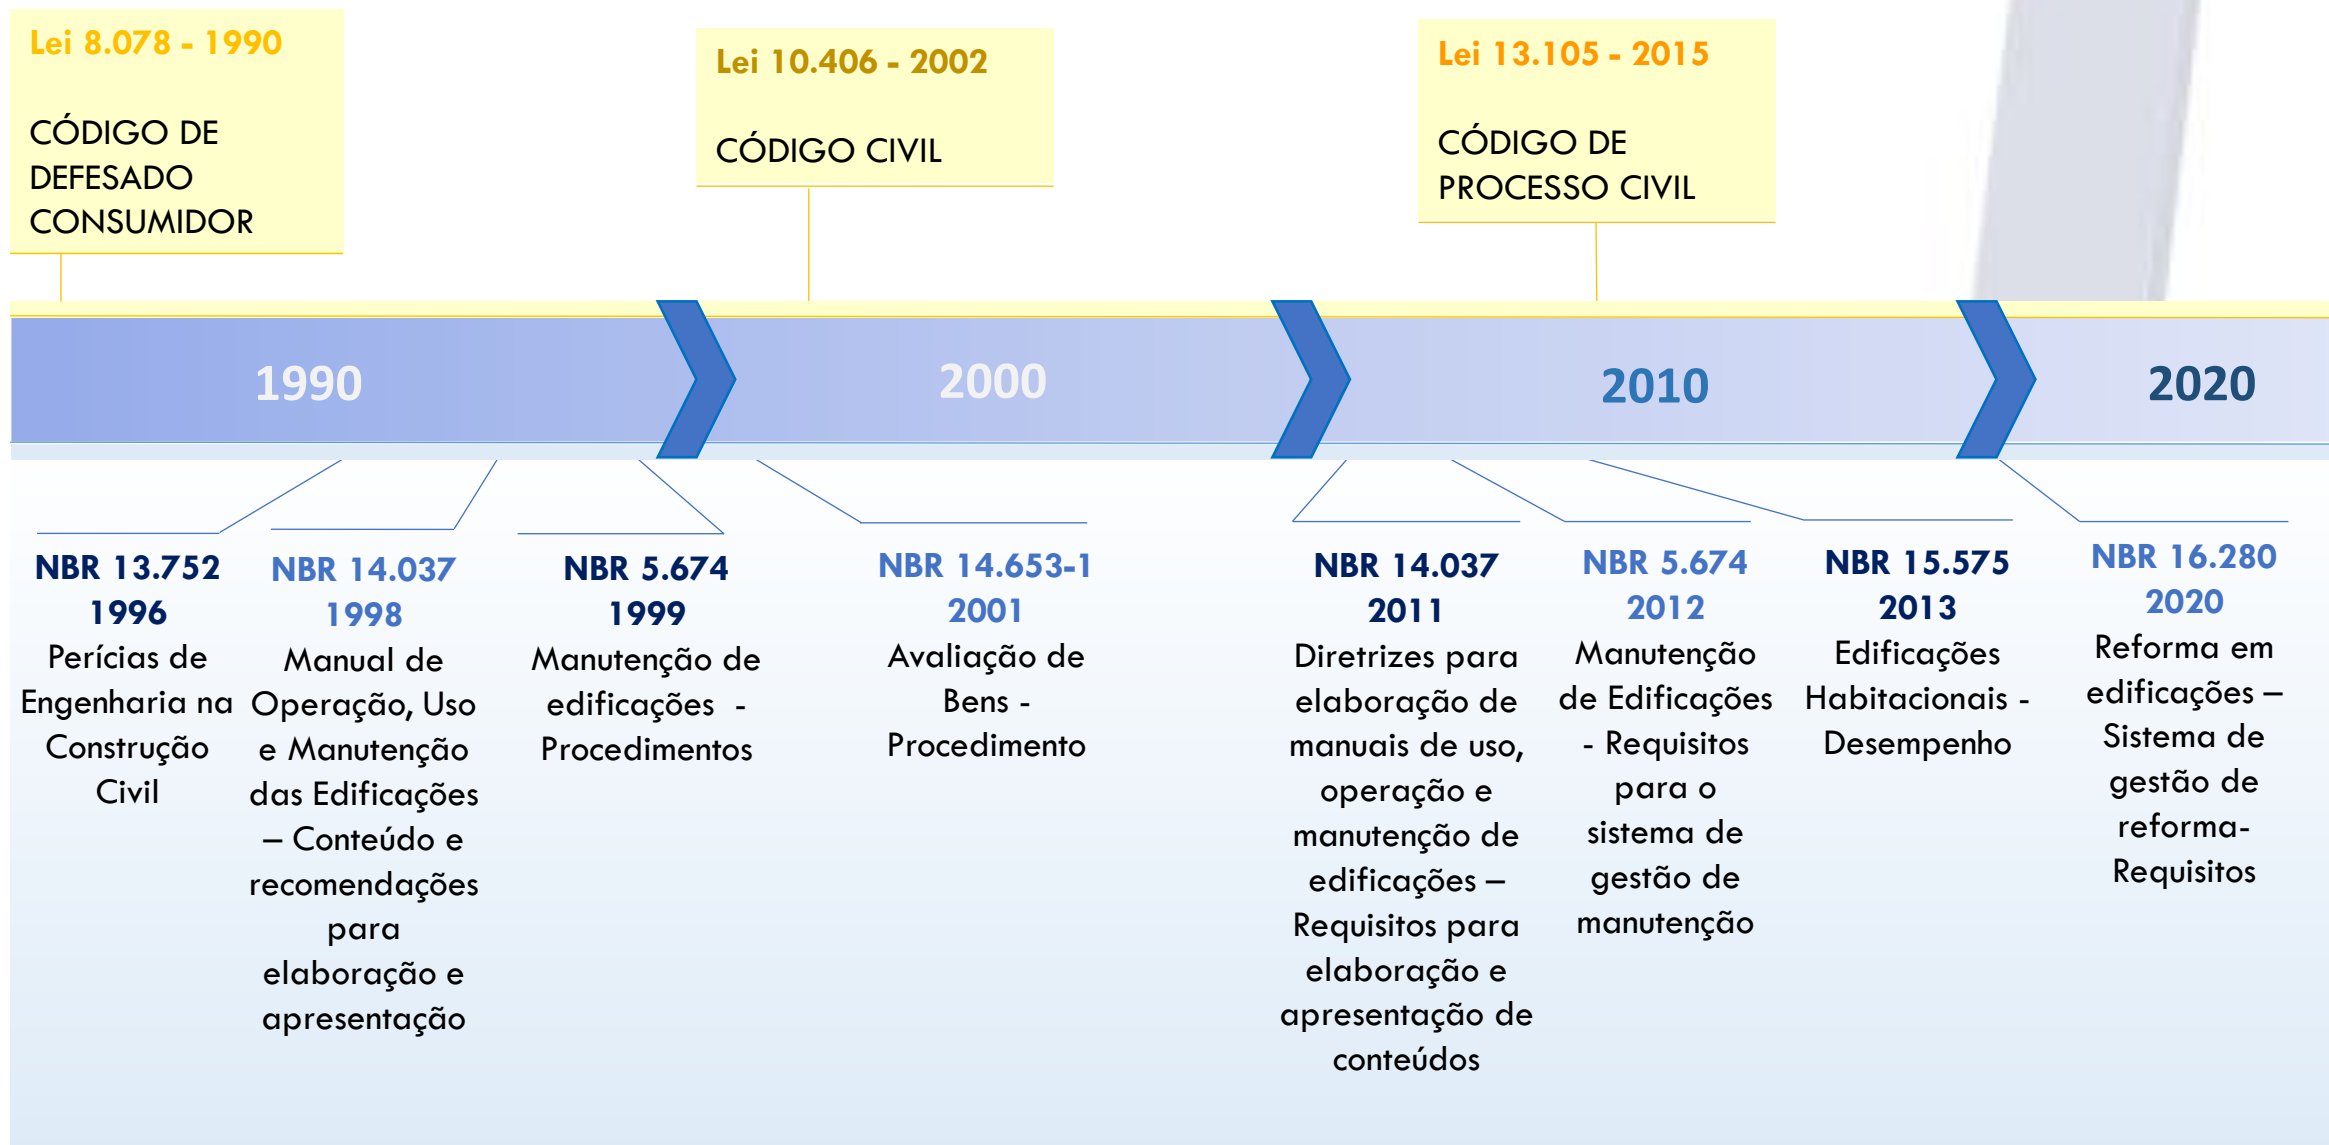 Lei 8.078 - 1990
CÓDIGO DE
DEFESADO
CONSUMIDOR
Lei 10.406 - 2002
CÓDIGO CIVIL
Lei 13.105 - 2015
CÓDIGO DE
PROCESSO CIVIL
1990
2000
2010
2020
NBR 13.752
1996
Perícias de
Engenharia na
Construção
Civil
NBR 14.037
1998
Manual de
Operação, Uso
e Manutenção
das Edificações
– Conteúdo e
recomendações
para
elaboração e
apresentação
NBR 5.674
1999
Manutenção de
edificações -
Procedimentos
NBR 14.653-1
2001
Avaliação de
Bens -
Procedimento
NBR 14.037
2011
Diretrizes para
elaboração de
manuais de uso,
operação e
manutenção de
edificações –
Requisitos para
elaboração e
apresentação de
conteúdos
NBR 5.674
2012
Manutenção
de Edificações
- Requisitos
para o
sistema de
gestão de
manutenção
NBR 15.575
2013
Edificações
Habitacionais -
Desempenho
NBR 16.280
2020
Reforma em
edificações –
Sistema de
gestão de
reforma-
Requisitos